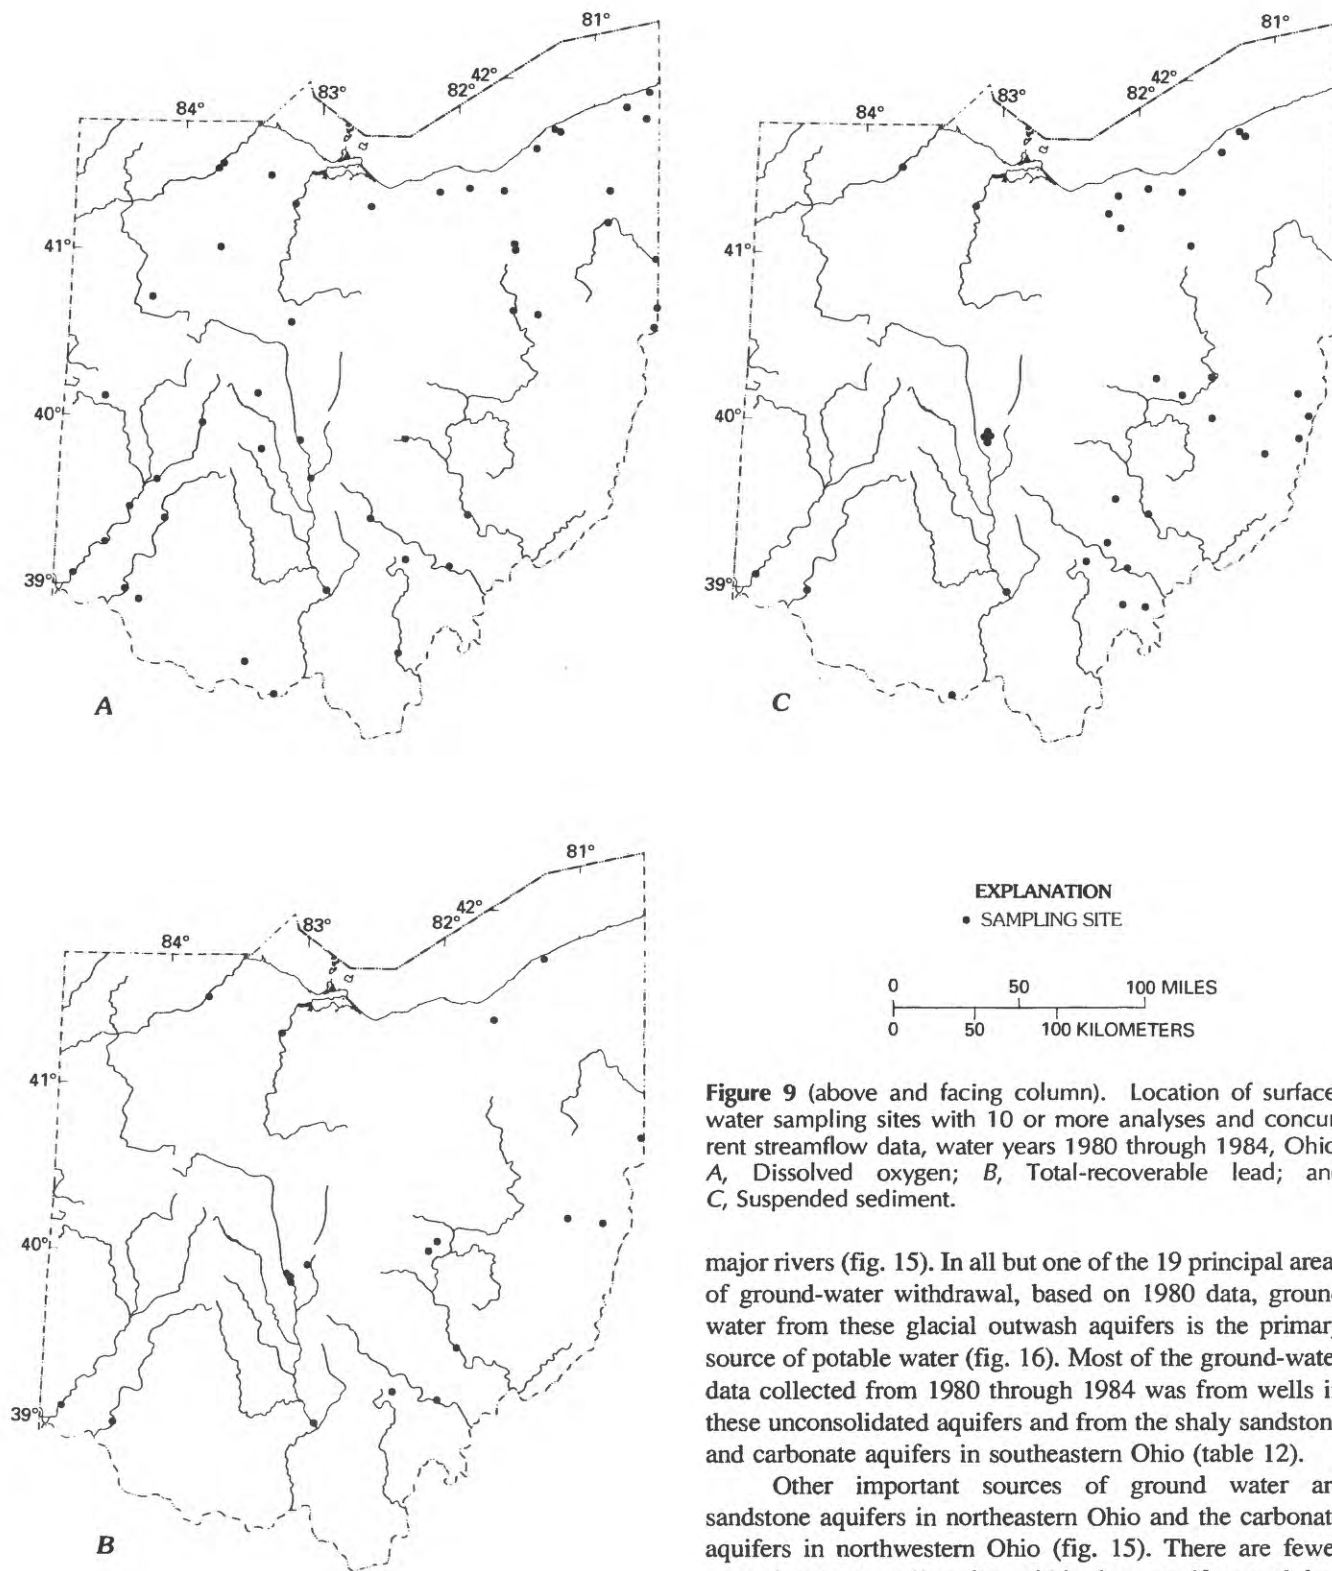 81°
42°
82°
83°
84°
41°
40°
39°
A
81°
42°
82°
83°
84°
41°
40°
39°
C
81°
42°
82°
83°
84°
41°
40°
39°
B
EXPLANATION
• SAMPLING SITE
0 50 100 MILES
0 50 100 KILOMETERS
Figure 9 (above and facing column). Location of surface
water sampling sites with 10 or more analyses and concur
rent streamflow data, water years 1980 through 1984, Ohio
A, Dissolved oxygen; B, Total-recoverable lead; an
C, Suspended sediment.
major rivers (fig. 15). In all but one of the 19 principal area
of ground-water withdrawal, based on 1980 data, groun
water from these glacial outwash aquifers is the primar
source of potable water (fig. 16). Most of the ground-wate
data collected from 1980 through 1984 was from wells i
these unconsolidated aquifers and from the shaly sandston
and carbonate aquifers in southeastern Ohio (table 12).
Other important sources of ground water ar
sandstone aquifers in northeastern Ohio and the carbonat
aquifers in northwestern Ohio (fig. 15). There are fewe